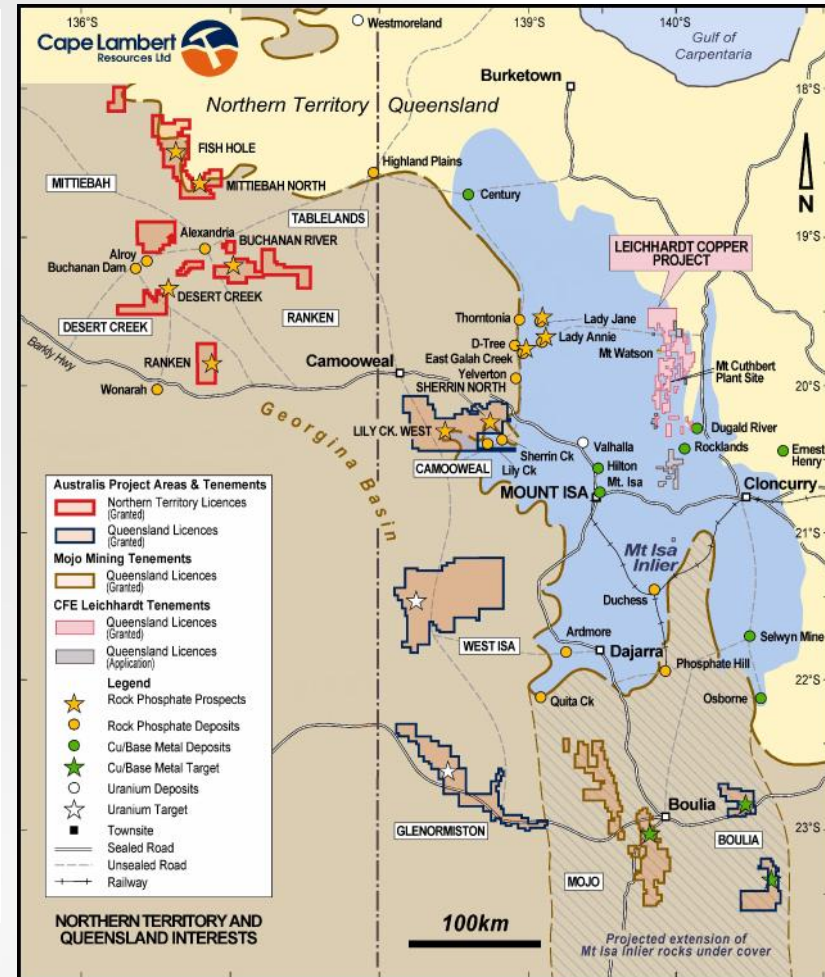 136°S
139°S
140°S
Westmoreland
Gulf of
Carpentaria
Cape Lambert
Resources Ltd
Burketown
18°S
Northern Territory
Queensland
FISH HOLE
Highland Plains
MITTIEBAH
MITTIEBAH NORTH
Century
N
TABLELANDS
19°S
Alexandria
BUCHANAN RIVER
LEICHHARDT COPPER
PROJECT
Alroy
Buchanan Dam
DESERT CREEK
RANKEN
Thorntonia
Lady Jane
DESERT CREEK
D-Tree
Lady Annie
East Galah Creek
Mt Watson
Barkly Hwy
RANKEN
Camooweal
Yelverton
Mt Cuthbert
Plant Site
Wonarah
SHERRIN NORTH
20°S
Georgina Basin
LILY CK. WEST
Dugald River
Valhalla
Rocklands
Ernest
Henry
Sherrin Ck
CAMOOWEAL
Lily Ck
Hilton
Mt. Isa
MOUNT ISA
Cloncurry
Australis Project Areas & Tenements
Northern Territory Licences
(Granted)
Queensland Licences
(Granted)
Mojo Mining Tenements
Queensland Licences
(Granted)
CFE Leichhardt Tenements
Queensland Licences
(Granted)
Queensland Licences
(Application)
Legend
Rock Phosphate Prospects
Rock Phosphate Deposits
Cu/Base Metal Deposits
Cu/Base Metal Target
Uranium Deposits
Uranium Target
Townsite
Sealed Road
Unsealed Road
Railway
21°S
Mt Isa
Inlier
Duchess
Ardmore
Selwyn Mine
WEST ISA
Dajarra
Phosphate Hill
22°S
Quita Ck
Osborne
Boulia
GLENORMISTON
BOULIA
23°S
MOJO
NORTHERN TERRITORY AND
QUEENSLAND INTERESTS
100km
Projected extension of
Mt Isa Inlier rocks under cover